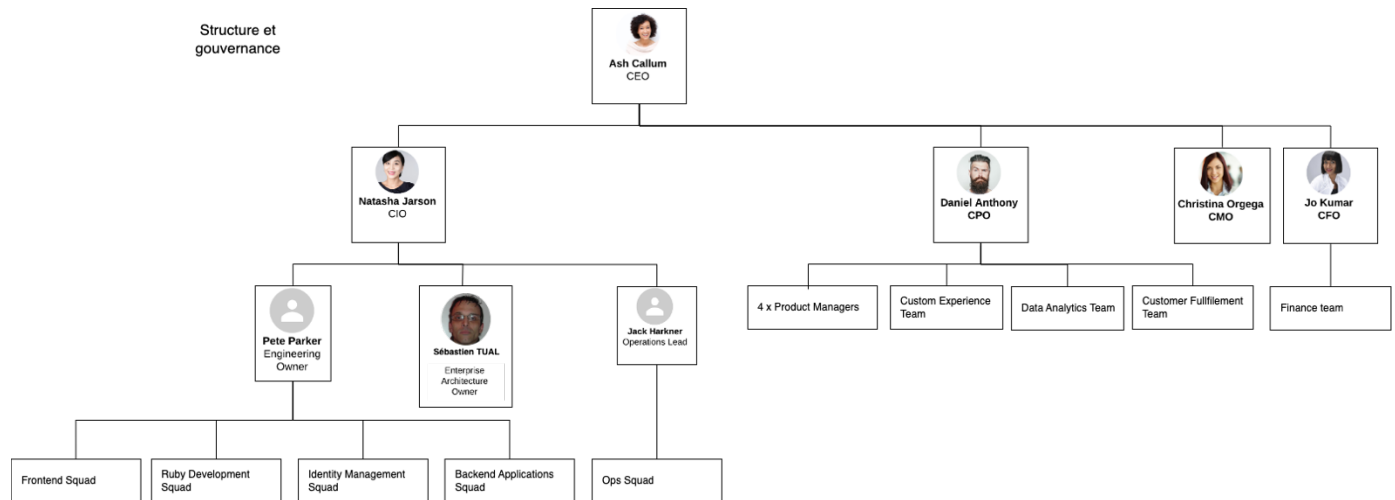 Structure et
gouvernance
Ash Callum
CEO
Natasha Jarson
CIO
Daniel Anthony
CPO
Christina Orgega
CMO
Jo Kumar
CFO
Pete Parker
Engineering
Owner
Sébastien TUAL
Enterprise
Architecture
Owner
Jack Harkner
Operations Lead
4 x Product Managers
Custom Experience
Team
Data Analytics Team
Customer Fullfilement
Team
Finance team
Frontend Squad
Ruby Development
Squad
Identity Management
Squad
Backend Applications
Squad
Ops Squad